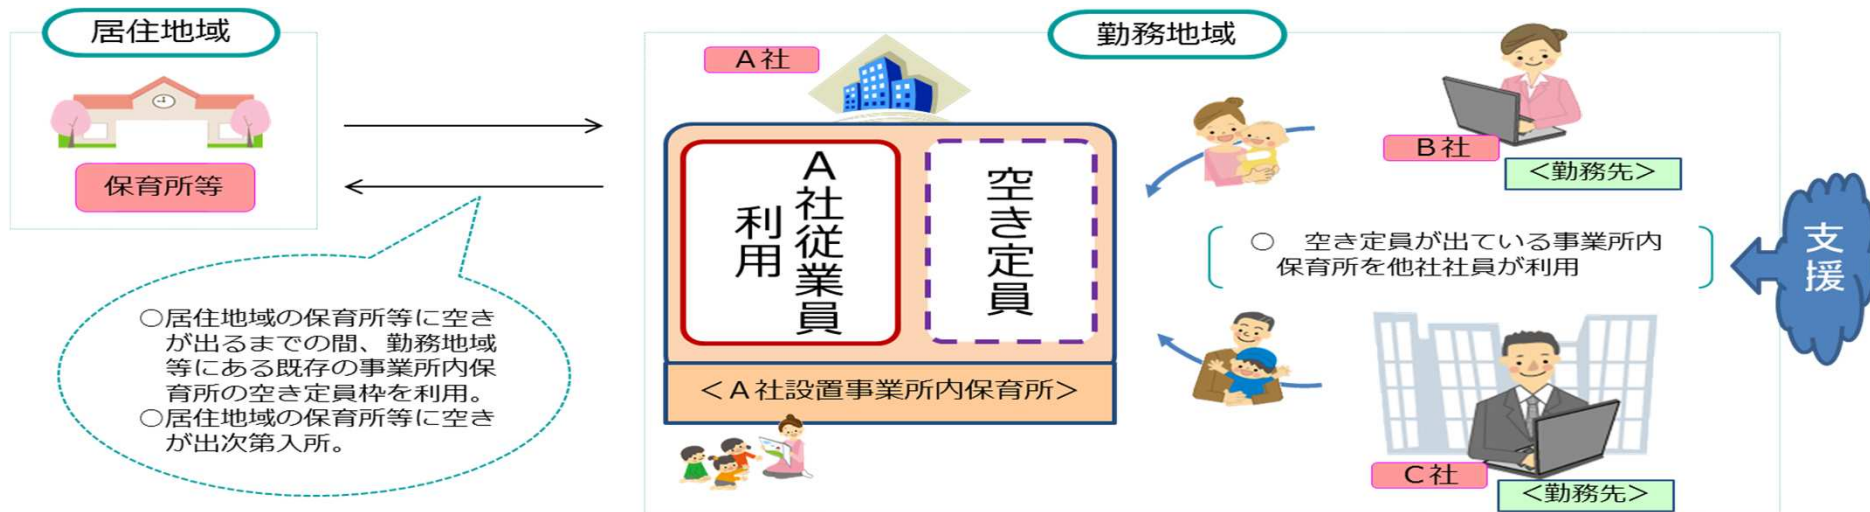 居住地域
保育所等
○居住地域の保育所等に空き
が出るまでの間、勤務地域
等にある既存の事業所内保
育所の空き定員枠を利用。
○居住地域の保育所等に空き
が出次第入所。
勤務地域
A社
A社従業員
利用
空き定員
<A社設置事業所内保育所>
B社
<勤務先>
○　空き定員が出ている事業所内
保育所を他社社員が利用
C社
<勤務先>
支援